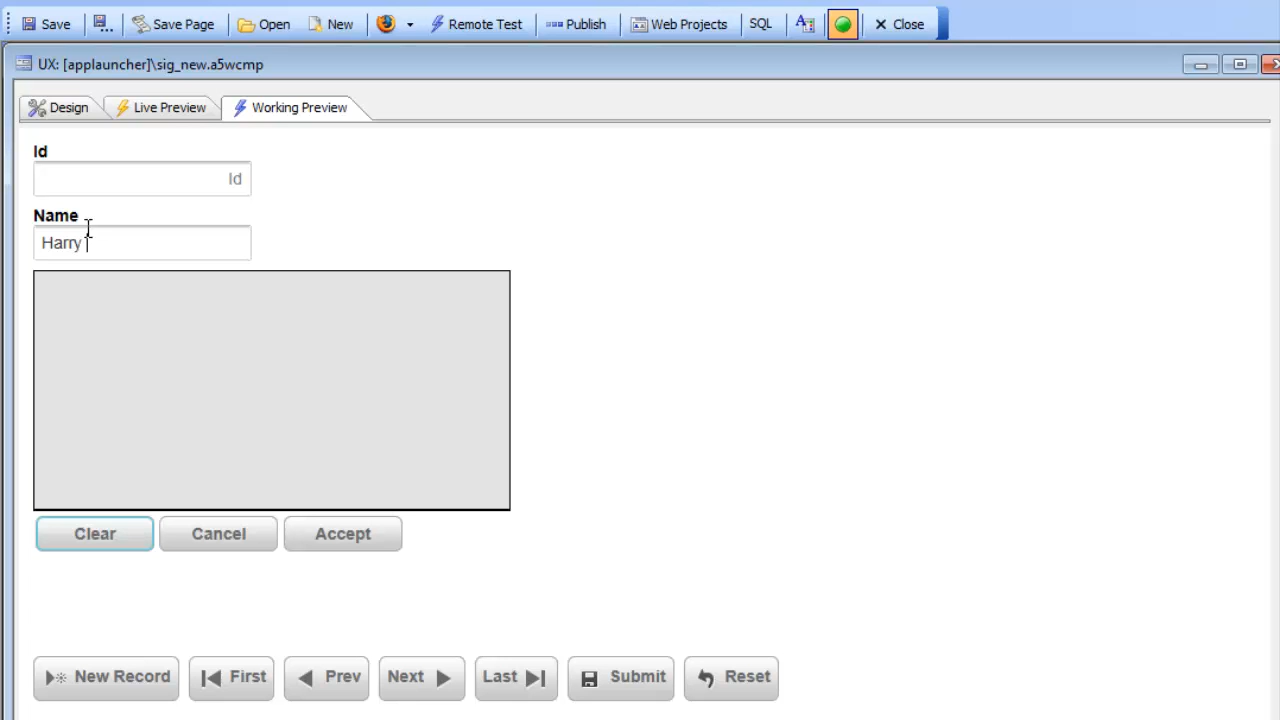 Save Save Page Open New Remote Test Publish Web Projects SQL A Close
UX: [applauncher]\sig_new.a5wcmp
Design Live Preview Working Preview
Id
Id
Name
Harry
Clear Cancel Accept
New Record First Prev Next Last Submit Reset